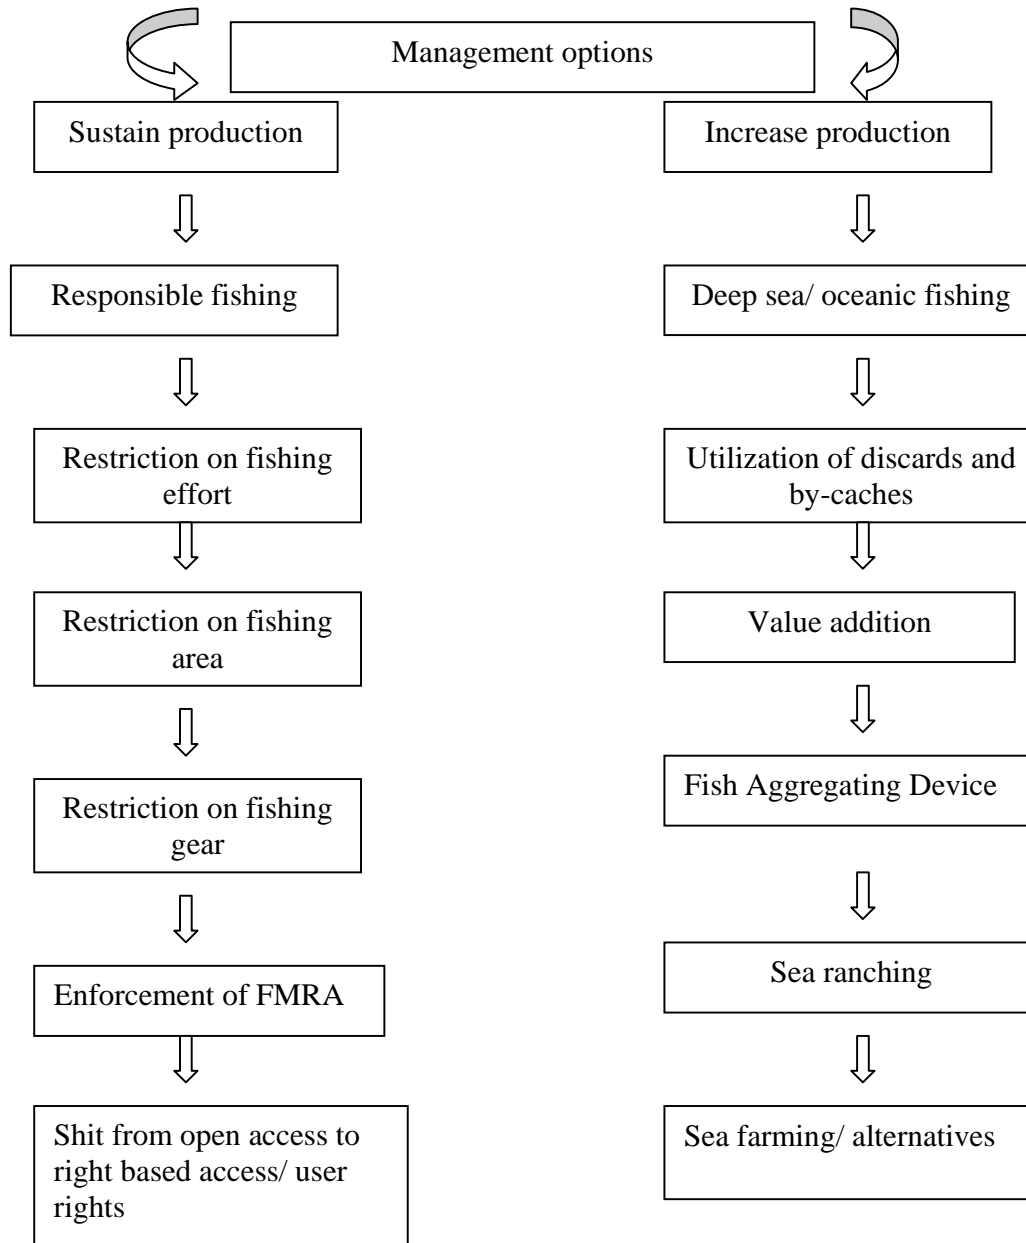 Management options
Sustain production
Responsible fishing
Restriction on fishing
effort
Restriction on fishing
area
Restriction on fishing
gear
Enforcement of FMRA
Shit from open access to
right based access/ user
rights
Increase production
Deep sea/ oceanic fishing
Utilization of discards and
by-caches
Value addition
Fish Aggregating Device
Sea ranching
Sea farming/ alternatives